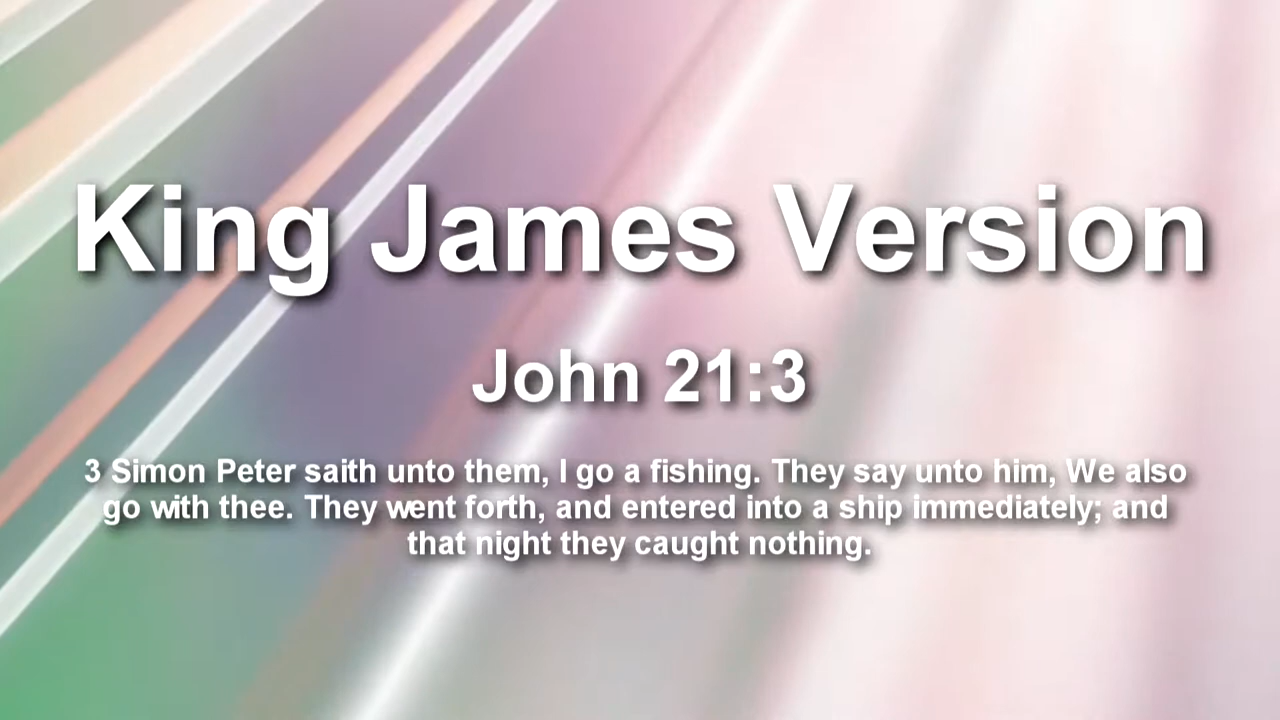 King James Version
John 21:3
3 Simon Peter saith unto them, I go a fishing. They say unto him, We also
go with thee. They went forth, and entered into a ship immediately; and
that night they caught nothing.